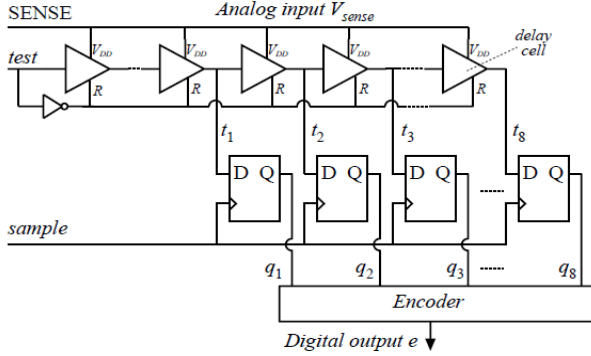 SENSE Analog input V_sense
V_DD V_DD V_DD V_DD V_DD delay cell
test
R R R R R
t_1 t_2 t_3 t_8
D Q D Q D Q D Q
sample
q_1 q_2 q_3 q_8
Encoder
Digital output e